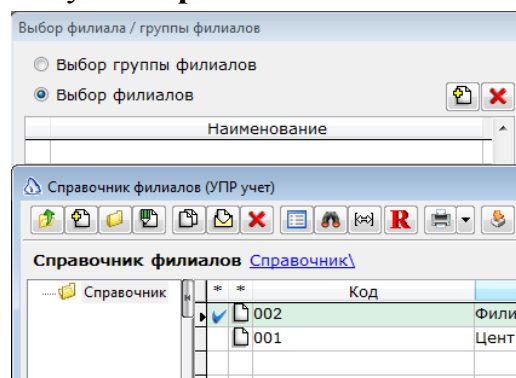 Выбор филиала / группы филиалов
Выбор группы филиалов
Выбор филиалов
Наименование
Справочник филиалов (УПР учет)
R
Справочник филиалов Справочник\
Справочник * * Код
002 Фили
001 Цент